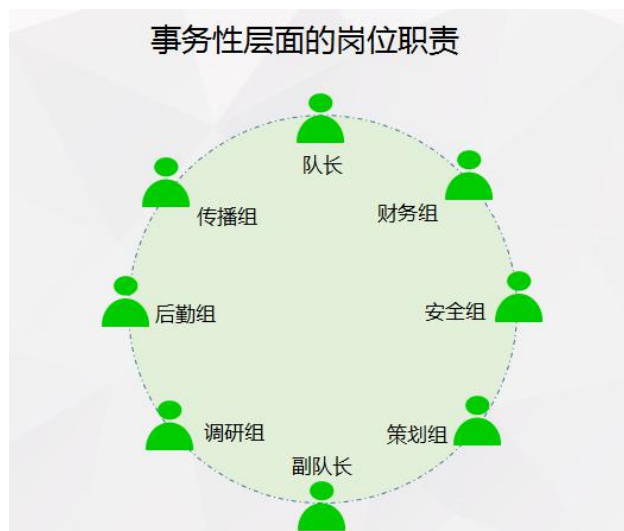 事务性层面的岗位职责
队长
传播组
财务组
后勤组
安全组
调研组
策划组
副队长